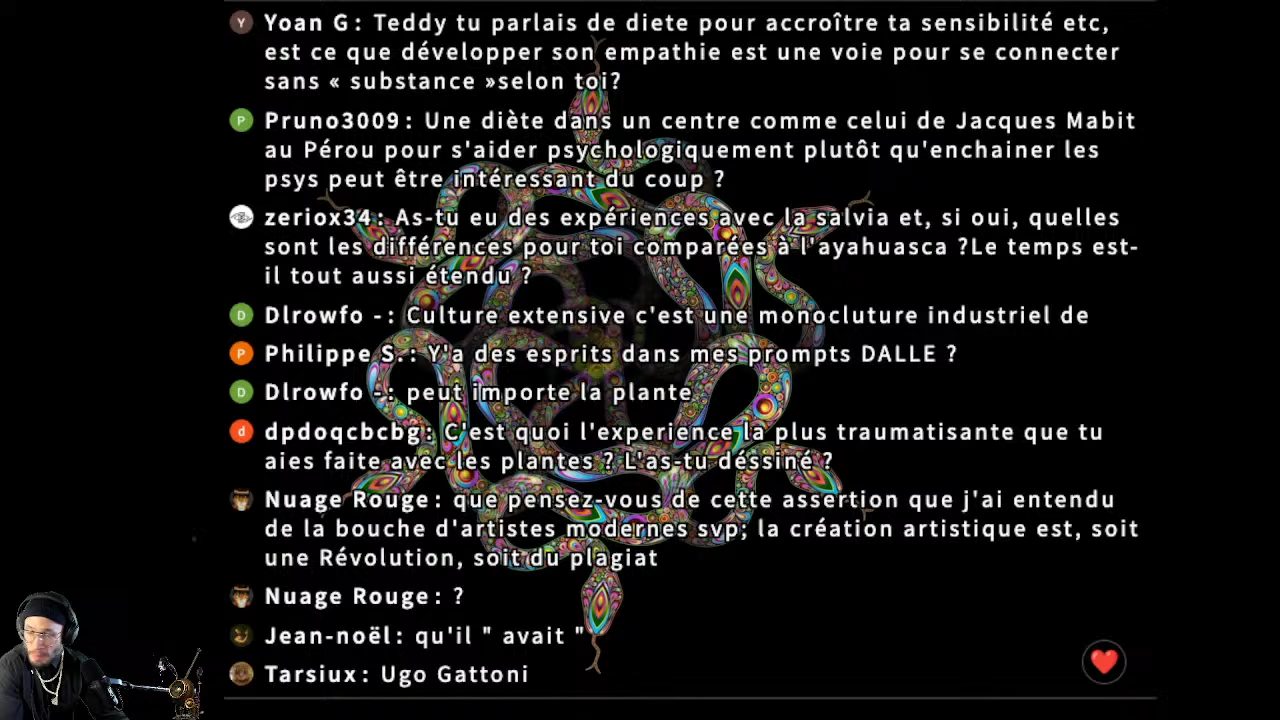 Y Yoan G: Teddy tu parlais de diete pour accroître ta sensibilité etc,
est ce que développer son empathie est une voie pour se connecter
sans « substance »selon toi?
P Pruno3009: Une diète dans un centre comme celui de Jacques Mabit
au Pérou pour s'aider psychologiquement plutôt qu'enchainer les
psys peut être intéressant du coup ?
zeriox34: As-tu eu des expériences avec la salvia et, si oui, quelles
sont les différences pour toi comparées à l'ayahuasca ?Le temps est-
il tout aussi étendu ?
D Dlrowfo -: Culture extensive c'est une monocluture industriel de
P Philippe S.: Y'a des esprits dans mes prompts DALLE ?
D Dlrowfo -: peut importe la plante
d dpdoqcbcbg: C'est quoi l'experience la plus traumatisante que tu
aies faite avec les plantes ? L'as-tu déssiné ?
Nuage Rouge: que pensez-vous de cette assertion que j'ai entendu
de la bouche d'artistes modernes svp; la création artistique est, soit
une Révolution, soit du plagiat
Nuage Rouge: ?
Jean-noël: qu'il " avait "
Tarsiux: Ugo Gattoni